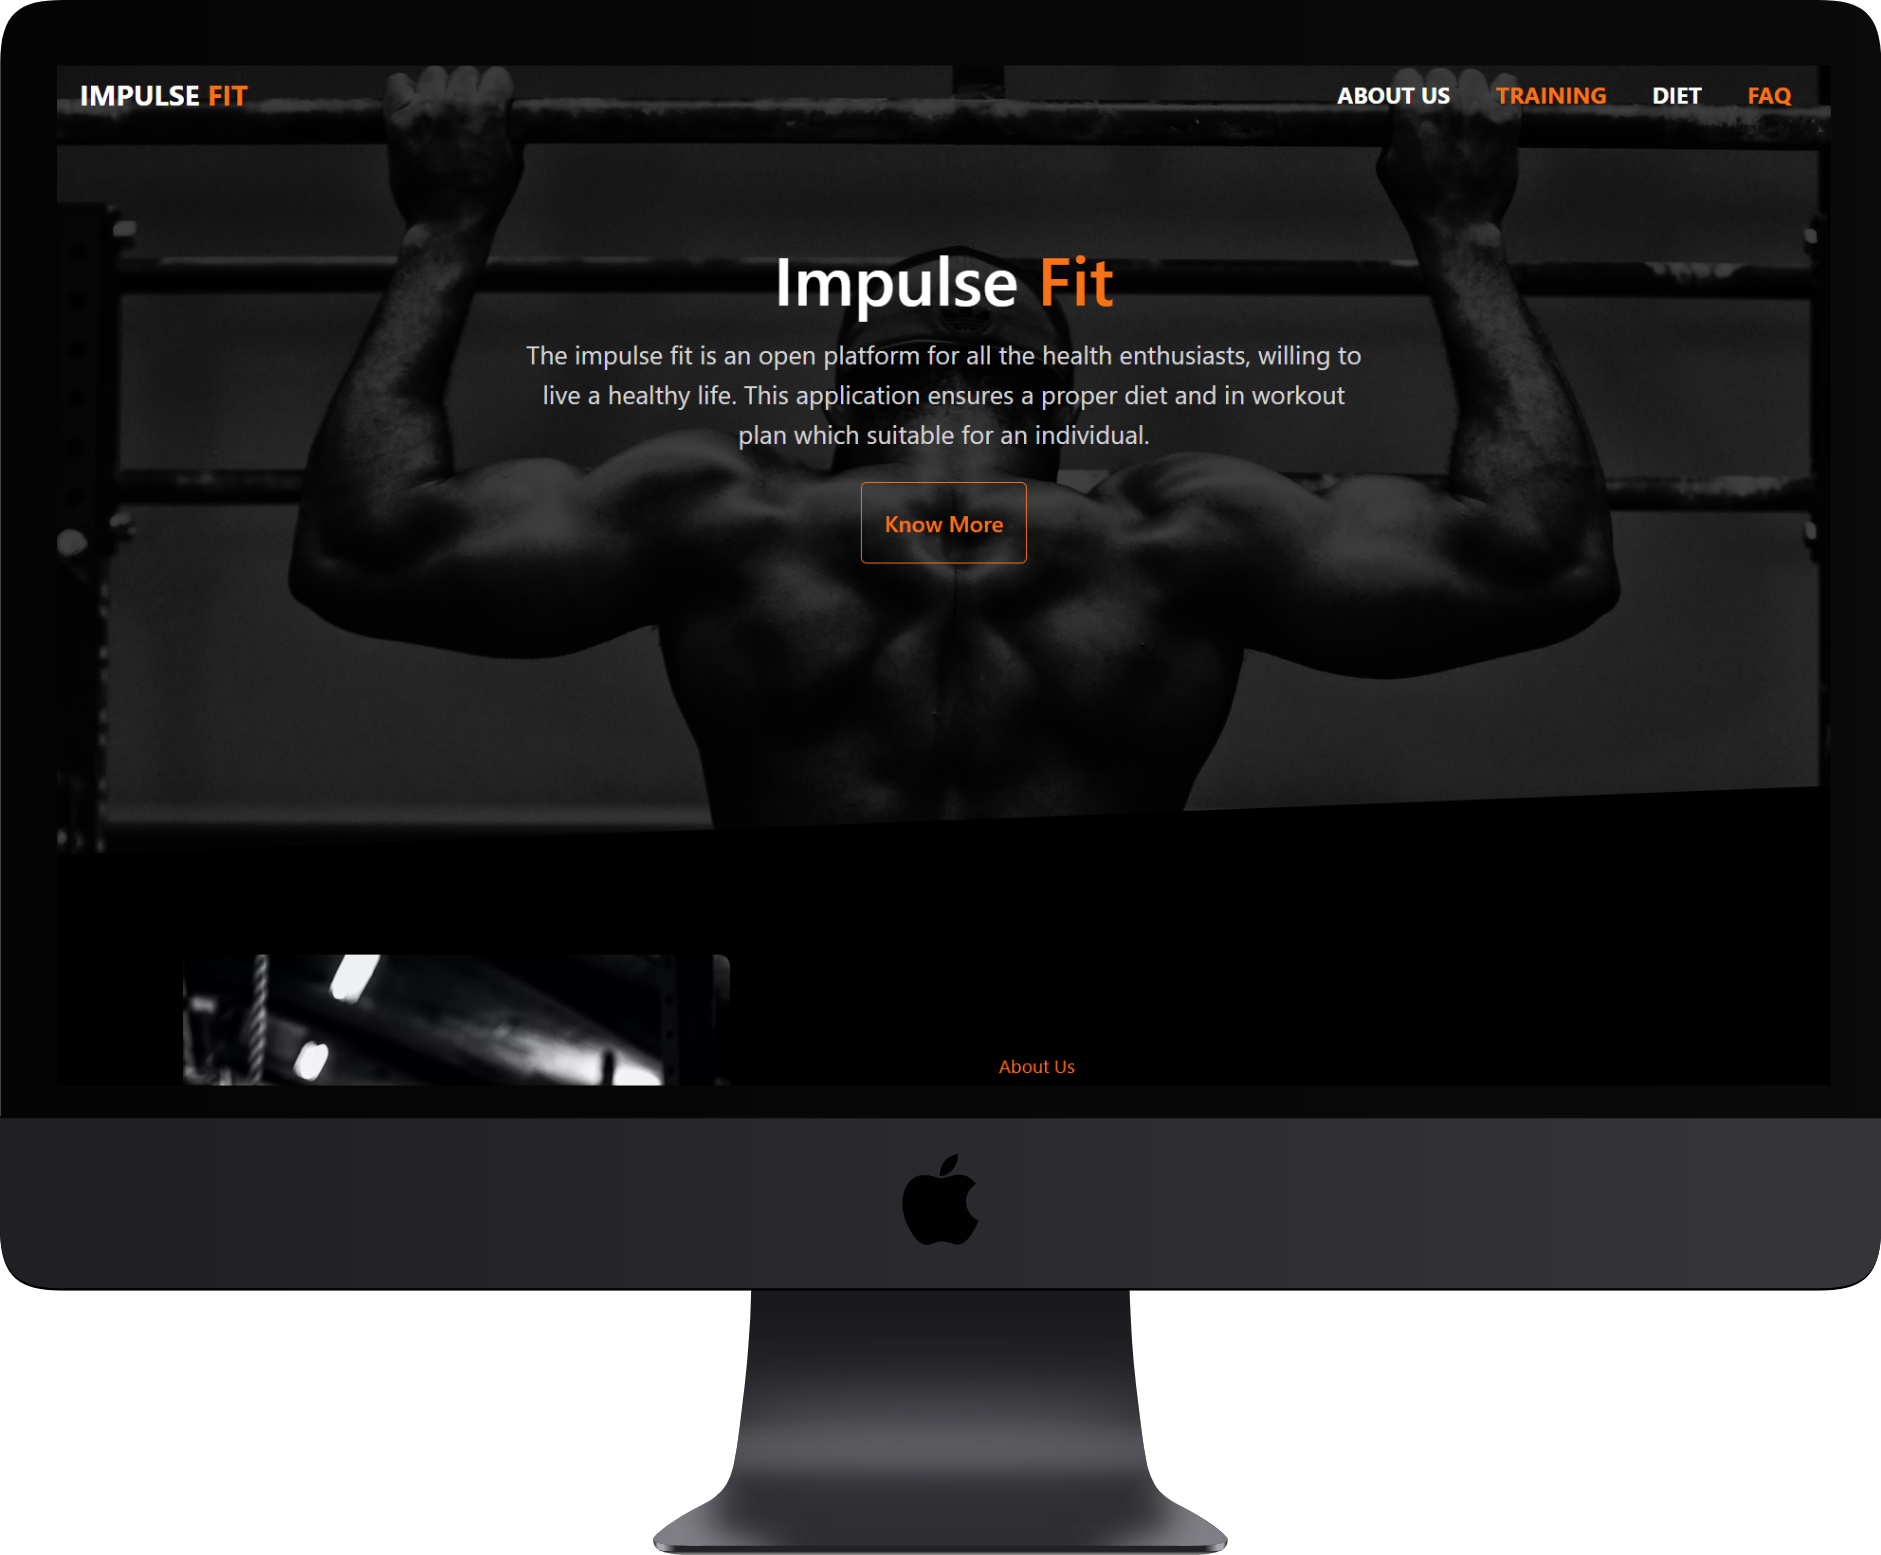 IMPULSE FIT
ABOUT US TRAINING DIET FAQ
Impulse Fit
The impulse fit is an open platform for all the health enthusiasts, willing to
live a healthy life. This application ensures a proper diet and in workout
plan which suitable for an individual.
Know More
About Us